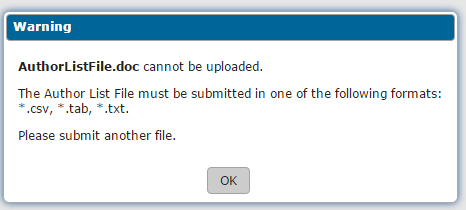 Warning
AuthorListFile.doc cannot be uploaded.
The Author List File must be submitted in one of the following formats:
*.csv, *.tab, *.txt.
Please submit another file.
OK